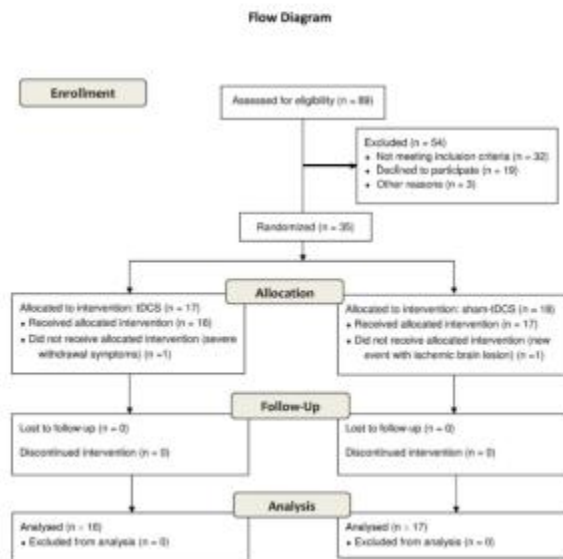 Flow Diagram
Enrollment
Assessed for eligibility (n = 89)
Excluded (n = 54)
• Not meeting inclusion criteria (n = 32)
• Declined to participate (n = 19)
• Other reasons (n = 3)
Randomized (n = 35)
Allocation
Allocated to intervention: tDCS (n = 17)
• Received allocated intervention (n = 16)
• Did not receive allocated intervention (severe
withdrawal symptoms) (n =1)
Allocated to intervention: sham-tDCS (n = 18)
• Received allocated intervention (n = 17)
• Did not receive allocated intervention (new
event with ischemic brain lesion) (n =1)
Follow-Up
Lost to follow-up (n = 0)
Discontinued intervention (n = 0)
Lost to follow-up (n = 0)
Discontinued intervention (n = 0)
Analysis
Analysed (n = 16)
• Excluded from analysis (n = 0)
Analysed (n = 17)
• Excluded from analysis (n = 0)